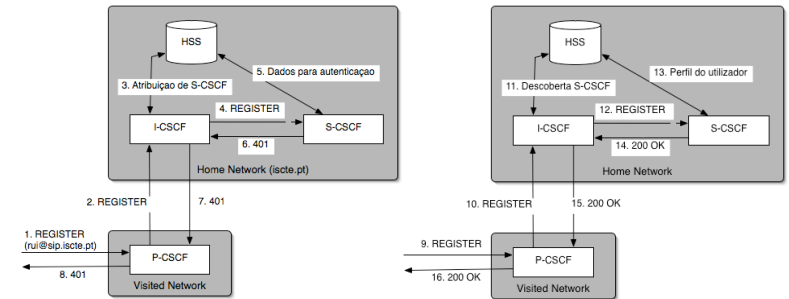 HSS
5. Dados para autenticaçao
3. Atribuiçao de S-CSCF
4. REGISTER
I-CSCF
S-CSCF
6. 401
Home Network (iscte.pt)
2. REGISTER
7. 401
1. REGISTER
(rui@sip.iscte.pt)
P-CSCF
8. 401
Visited Network
HSS
13. Perfil do utilizador
11. Descoberta S-CSCF
12. REGISTER
I-CSCF
S-CSCF
14. 200 OK
Home Network
10. REGISTER
15. 200 OK
9. REGISTER
P-CSCF
16. 200 OK
Visited Network